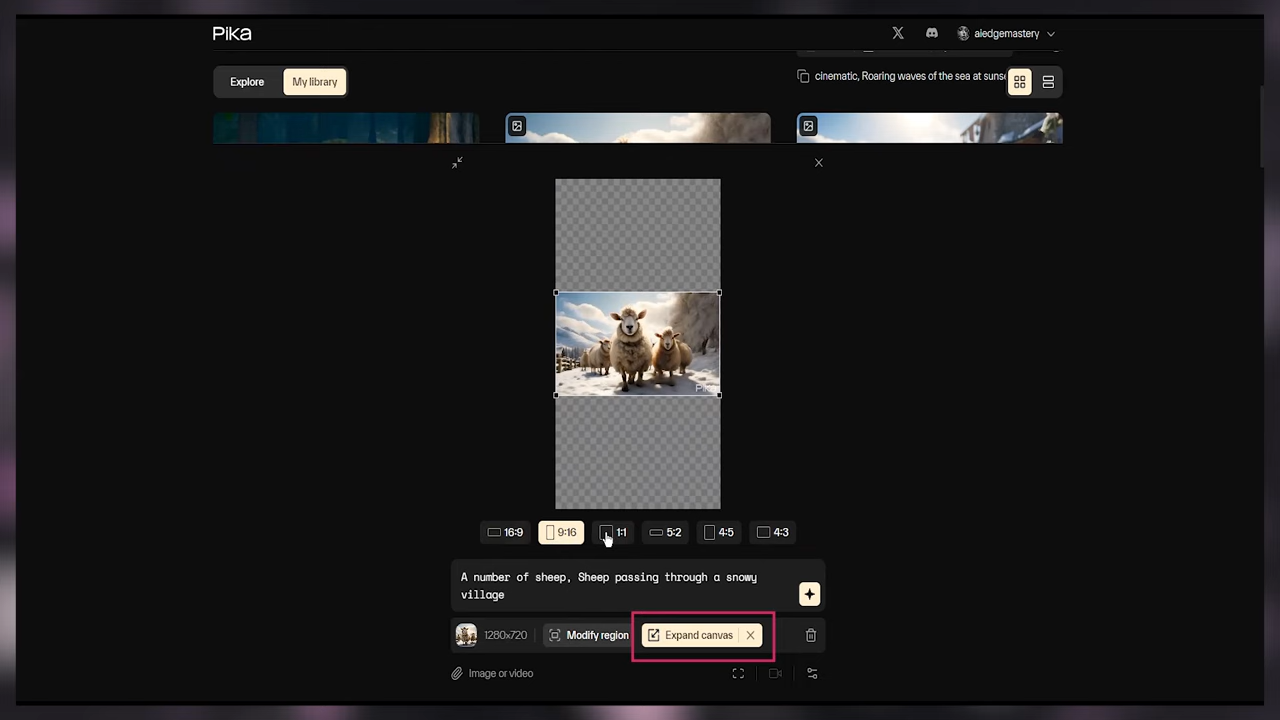 Pika
aiedgemastery
Explore
My library
cinematic, Roaring waves of the sea at suns
16:9
9:16
1:1
5:2
4:5
4:3
A number of sheep, Sheep passing through a snowy
village
1280x720
Modify region
Expand canvas
Image or video